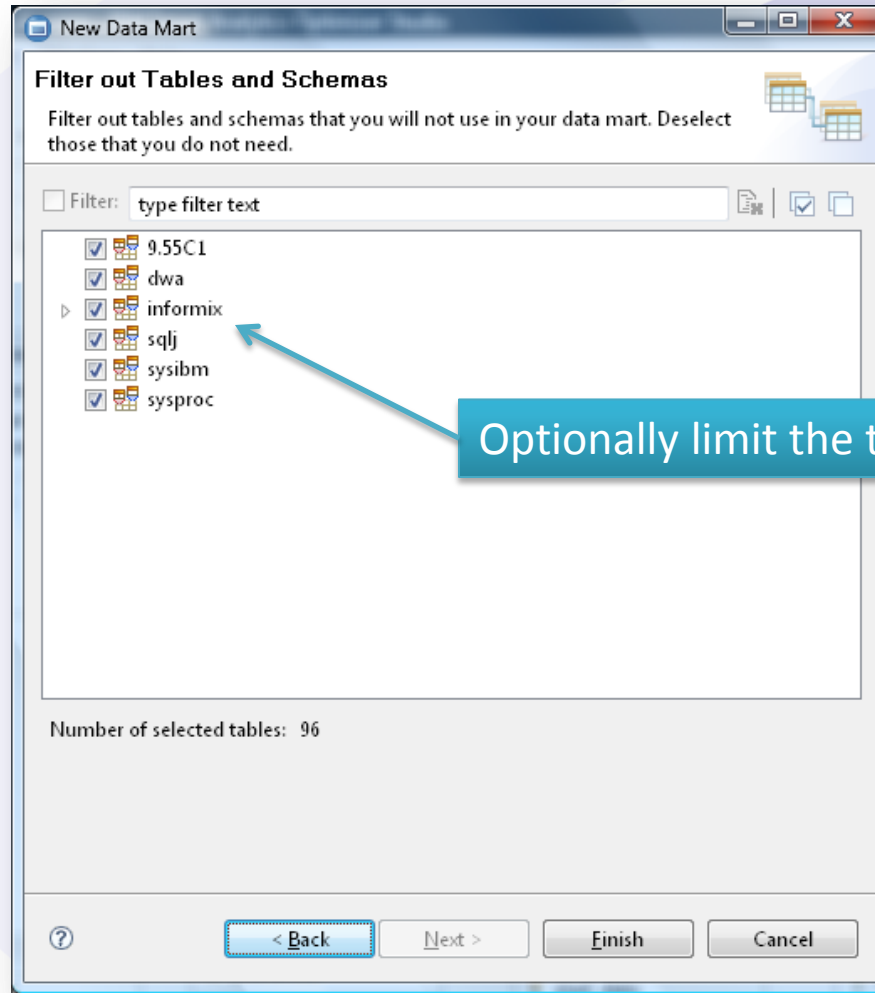 New Data Mart
Filter out Tables and Schemas
Filter out tables and schemas that you will not use in your data mart. Deselect
those that you do not need.
Filter: type filter text
9.55C1
dwa
informix
sqlj
sysibm
sysproc
Optionally limit the
Number of selected tables: 96
< Back
Next >
Finish
Cancel